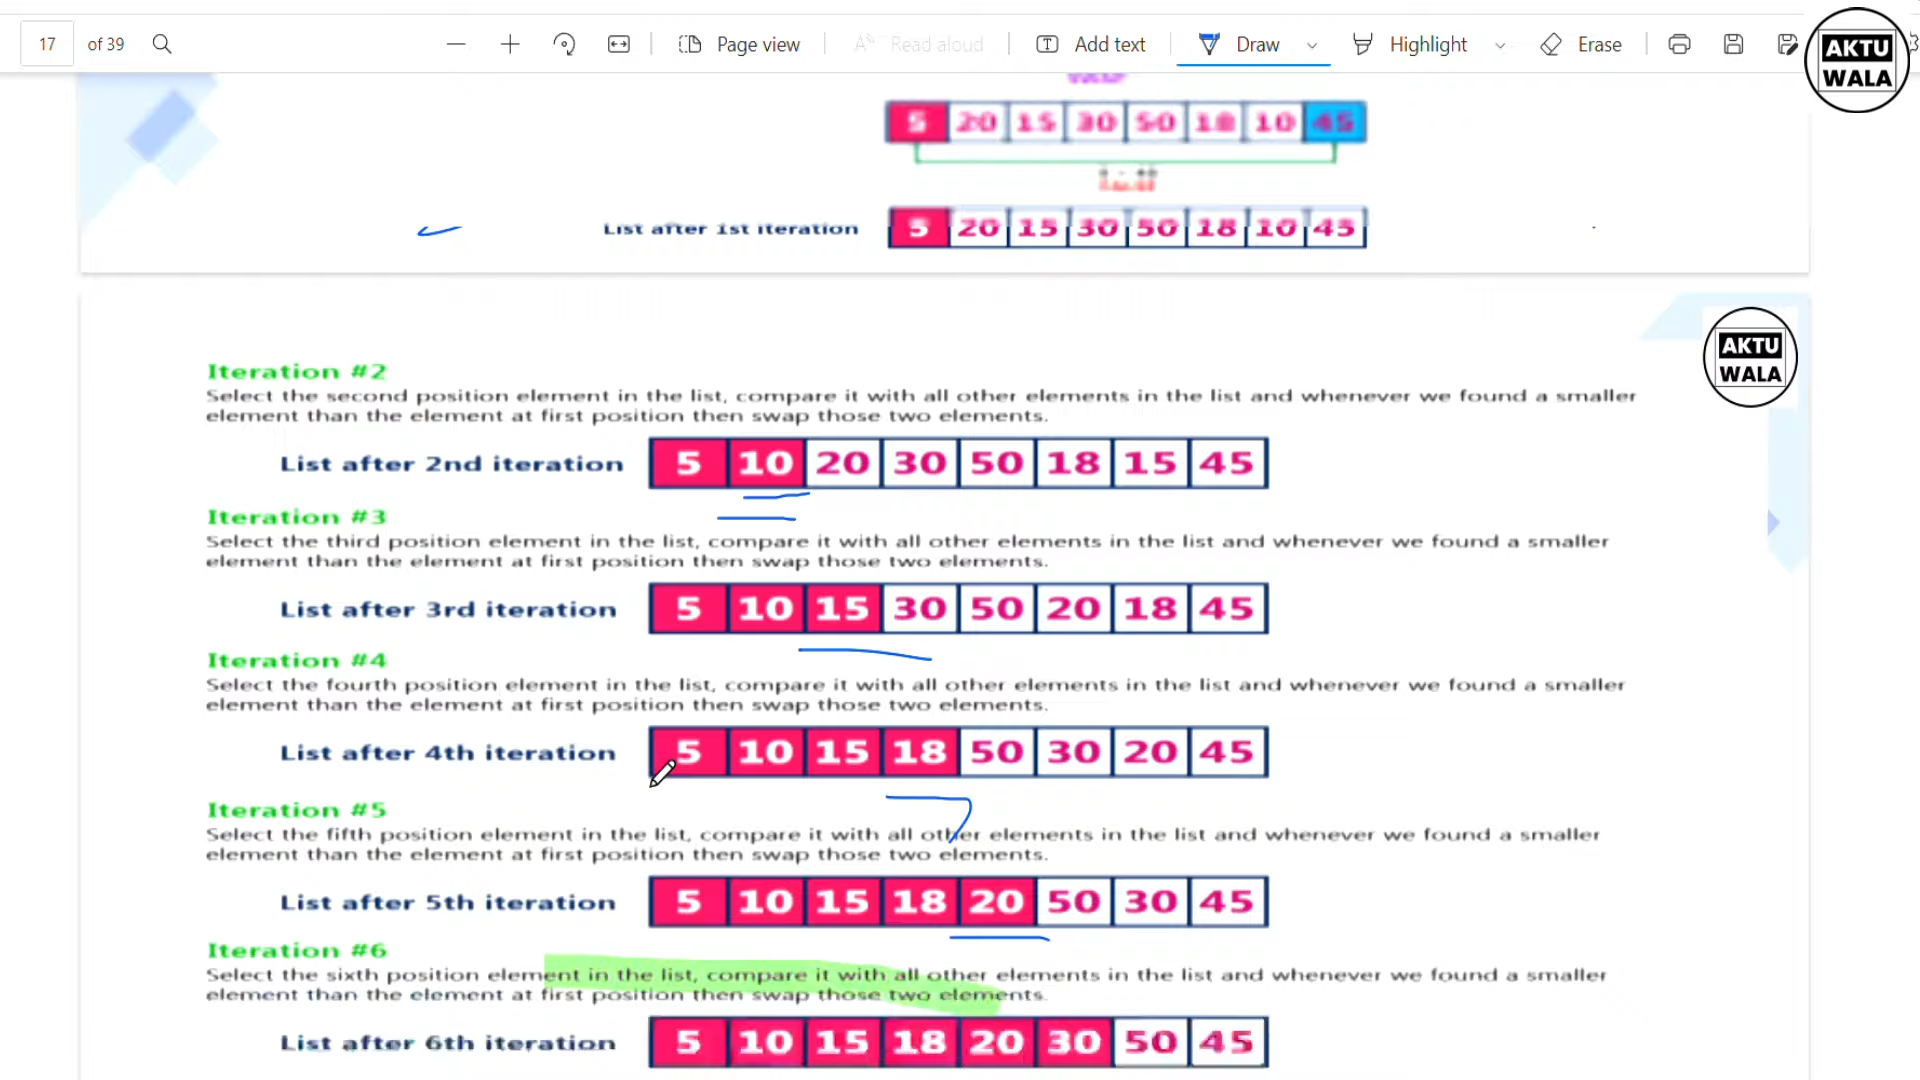 17 of 39 Page view Read aloud Add text Draw Highlight Erase
AKTU
WALA
5 20 15 30 50 18 10 45
List after 1st iteration 5 20 15 30 50 18 10 45
AKTU
WALA
Iteration #2
Select the second position element in the list, compare it with all other elements in the list and whenever we found a smaller
element than the element at first position then swap those two elements.
List after 2nd iteration 5 10 20 30 50 18 15 45
Iteration #3
Select the third position element in the list, compare it with all other elements in the list and whenever we found a smaller
element than the element at first position then swap those two elements.
List after 3rd iteration 5 10 15 30 50 20 18 45
Iteration #4
Select the fourth position element in the list, compare it with all other elements in the list and whenever we found a smaller
element than the element at first position then swap those two elements.
List after 4th iteration 5 10 15 18 50 30 20 45
Iteration #5
Select the fifth position element in the list, compare it with all other elements in the list and whenever we found a smaller
element than the element at first position then swap those two elements.
List after 5th iteration 5 10 15 18 20 50 30 45
Iteration #6
Select the sixth position element in the list, compare it with all other elements in the list and whenever we found a smaller
element than the element at first position then swap those two elements.
List after 6th iteration 5 10 15 18 20 30 50 45